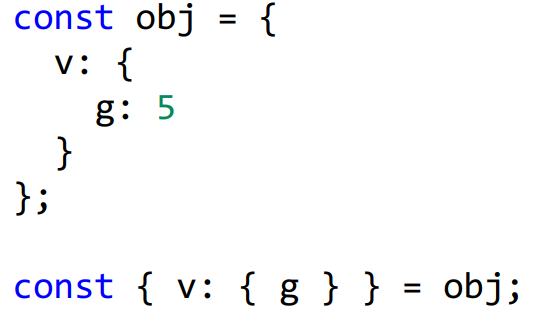 const obj = {
  v: {
    g: 5
  }
};

const { v: { g } } = obj;